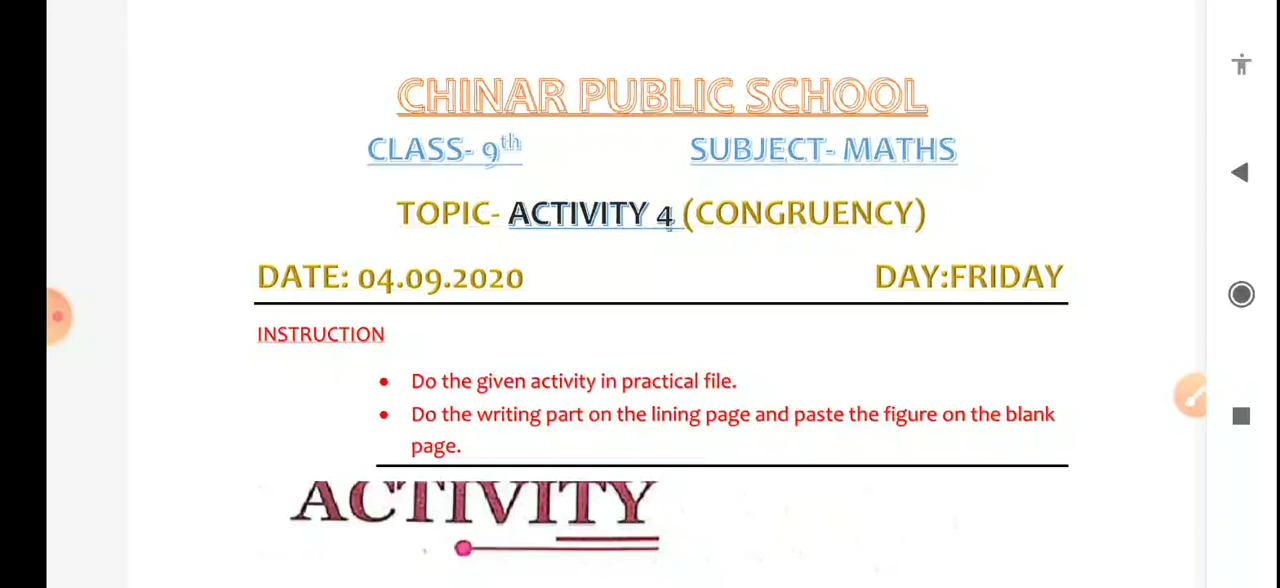 CHINAR PUBLIC SCHOOL
CLASS- 9th SUBJECT- MATHS
TOPIC- ACTIVITY 4 (CONGRUENCY)
DATE: 04.09.2020 DAY:FRIDAY
INSTRUCTION
• Do the given activity in practical file.
• Do the writing part on the lining page and paste the figure on the blank
page.
ACTIVITY